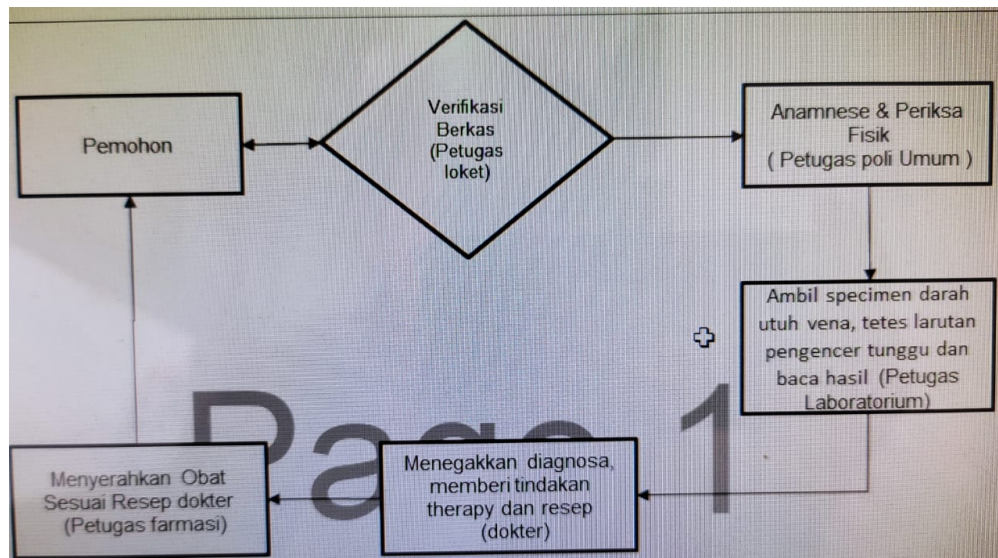 Pemohon
Verifikasi
Berkas
(Petugas
loket)
Anamnese & Periksa
Fisik
( Petugas poli Umum )
Ambil specimen darah
utuh vena, tetes larutan
pengencer tunggu dan
baca hasil (Petugas
Laboratorium)
Menegakkan diagnosa,
memberi tindakan
therapy dan resep
(dokter)
Menyerahkan Obat
Sesuai Resep dokter
(Petugas farmasi)
Page 1